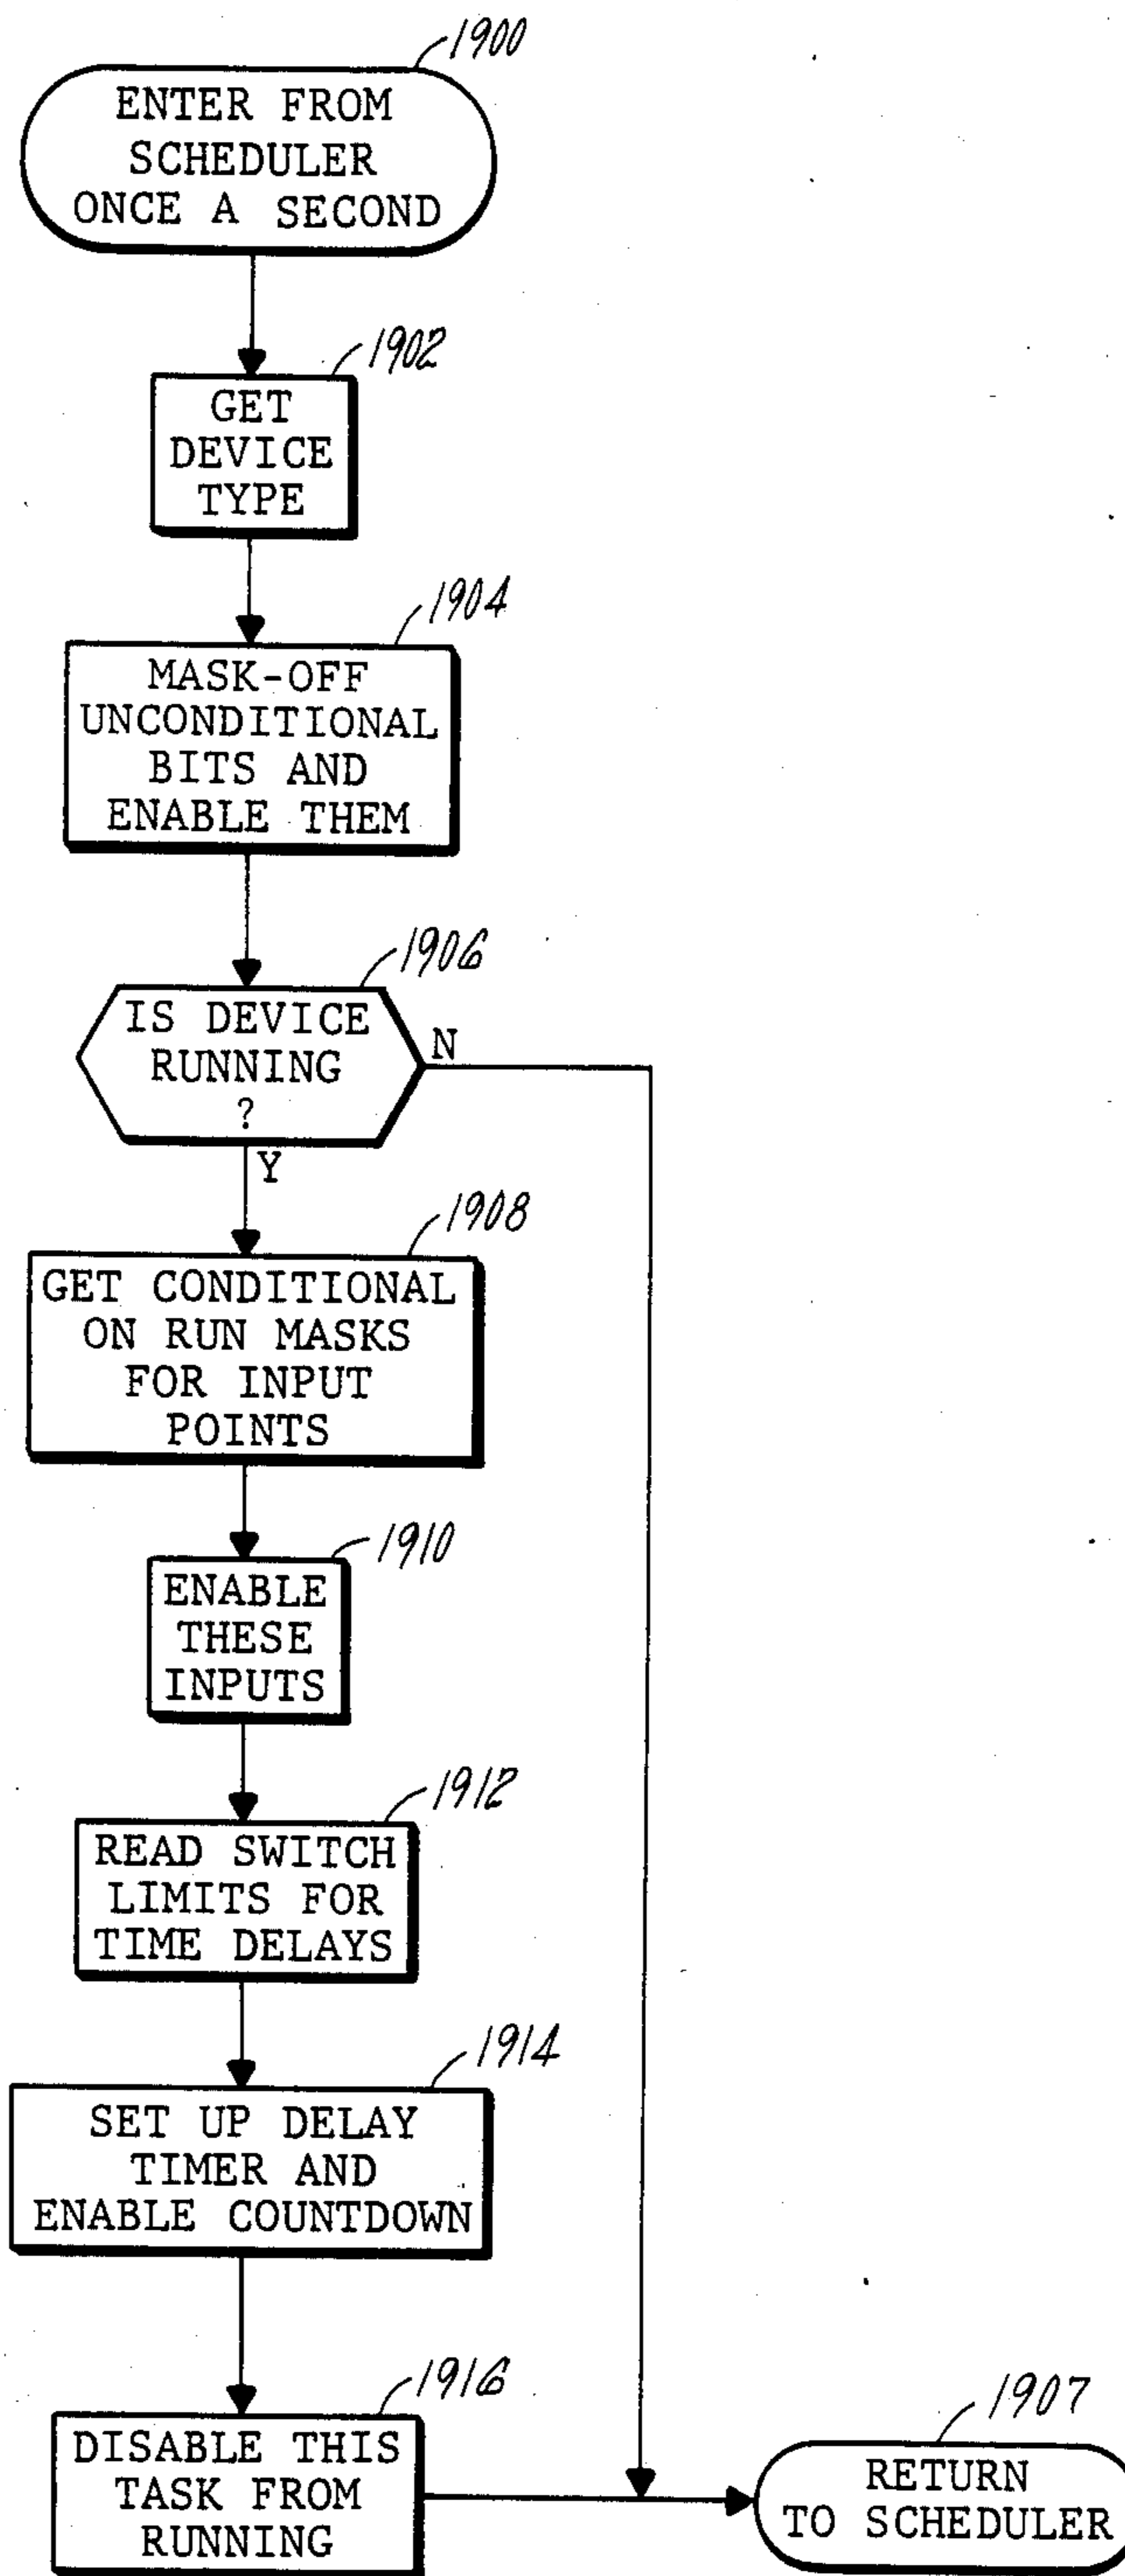 1900
ENTER FROM
SCHEDULER
ONCE A SECOND
1902
GET
DEVICE
TYPE
1904
MASK-OFF
UNCONDITIONAL
BITS AND
ENABLE THEM
1906
IS DEVICE
RUNNING
?
N
Y
1908
GET CONDITIONAL
ON RUN MASKS
FOR INPUT
POINTS
1910
ENABLE
THESE
INPUTS
1912
READ SWITCH
LIMITS FOR
TIME DELAYS
1914
SET UP DELAY
TIMER AND
ENABLE COUNTDOWN
1916
DISABLE THIS
TASK FROM
RUNNING
1907
RETURN
TO SCHEDULER